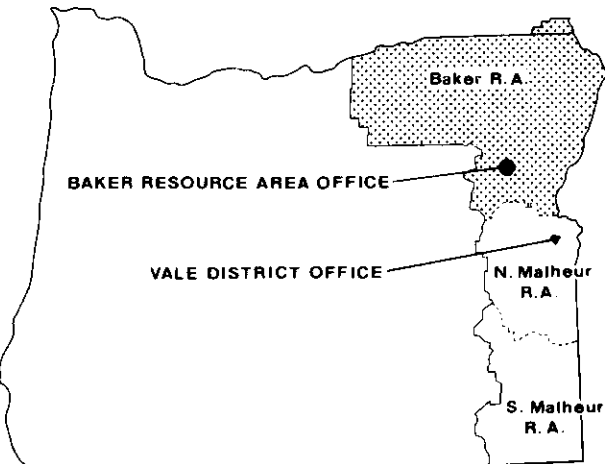 Baker R.A.
BAKER RESOURCE AREA OFFICE
VALE DISTRICT OFFICE
N. Malheur
R.A.
S. Malheur
R.A.